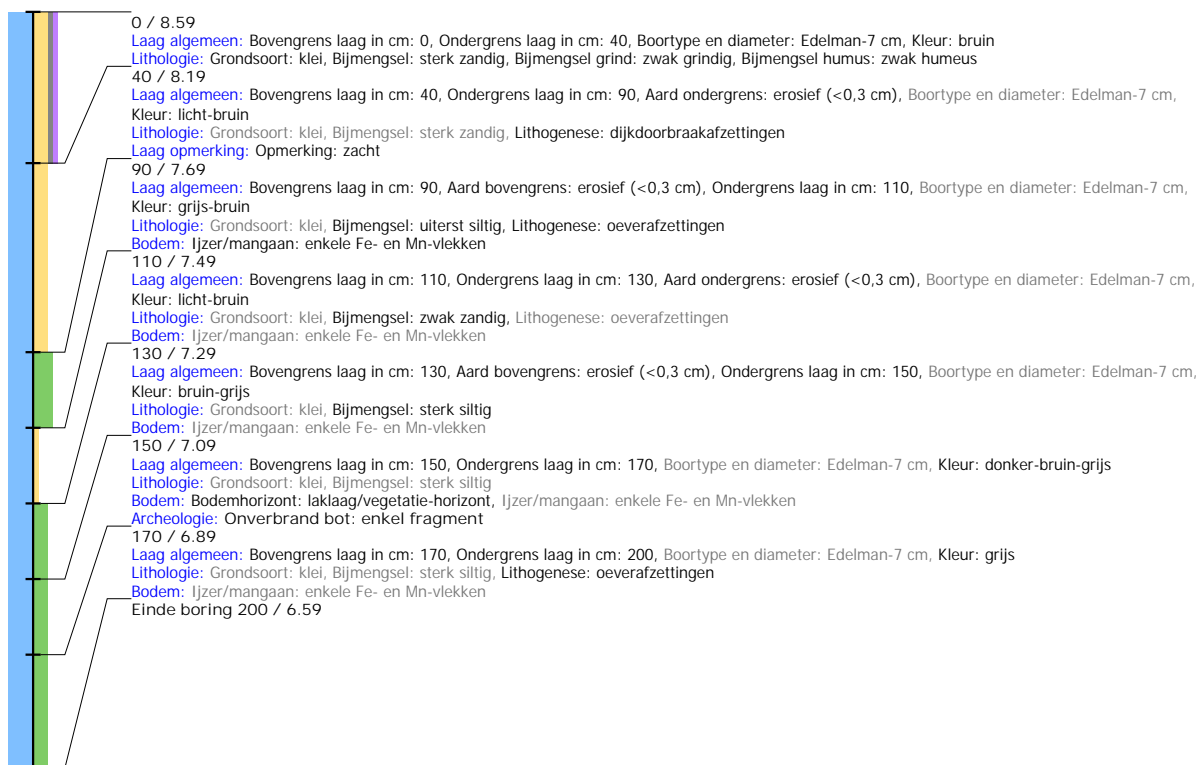 0 / 8.59
Laag algemeen: Bovengrens laag in cm: 0, Ondergrens laag in cm: 40, Boortype en diameter: Edelman-7 cm, Kleur: bruin
Lithologie: Grondsoort: klei, Bijmengsel: sterk zandig, Bijmengsel grind: zwak grindig, Bijmengsel humus: zwak humeus
40 / 8.19
Laag algemeen: Bovengrens laag in cm: 40, Ondergrens laag in cm: 90, Aard ondergrens: erosief (<0,3 cm), Boortype en diameter: Edelman-7 cm,
Kleur: licht-bruin
Lithologie: Grondsoort: klei, Bijmengsel: sterk zandig, Lithogenese: dijkdoorbraakafzettingen
Laag opmerking: Opmerking: zacht
90 / 7.69
Laag algemeen: Bovengrens laag in cm: 90, Aard bovengrens: erosief (<0,3 cm), Ondergrens laag in cm: 110, Boortype en diameter: Edelman-7 cm,
Kleur: grijs-bruin
Lithologie: Grondsoort: klei, Bijmengsel: uiterst siltig, Lithogenese: oeverafzettingen
Bodem: Ijzer/mangaan: enkele Fe- en Mn-vlekken
110 / 7.49
Laag algemeen: Bovengrens laag in cm: 110, Ondergrens laag in cm: 130, Aard ondergrens: erosief (<0,3 cm), Boortype en diameter: Edelman-7 cm,
Kleur: licht-bruin
Lithologie: Grondsoort: klei, Bijmengsel: zwak zandig, Lithogenese: oeverafzettingen
Bodem: Ijzer/mangaan: enkele Fe- en Mn-vlekken
130 / 7.29
Laag algemeen: Bovengrens laag in cm: 130, Aard bovengrens: erosief (<0,3 cm), Ondergrens laag in cm: 150, Boortype en diameter: Edelman-7 cm,
Kleur: bruin-grijs
Lithologie: Grondsoort: klei, Bijmengsel: sterk siltig
Bodem: Ijzer/mangaan: enkele Fe- en Mn-vlekken
150 / 7.09
Laag algemeen: Bovengrens laag in cm: 150, Ondergrens laag in cm: 170, Boortype en diameter: Edelman-7 cm, Kleur: donker-bruin-grijs
Lithologie: Grondsoort: klei, Bijmengsel: sterk siltig
Bodem: Bodemhorizont: laklaag/vegetatie-horizont, Ijzer/mangaan: enkele Fe- en Mn-vlekken
Archeologie: Onverbrand bot: enkel fragment
170 / 6.89
Laag algemeen: Bovengrens laag in cm: 170, Ondergrens laag in cm: 200, Boortype en diameter: Edelman-7 cm, Kleur: grijs
Lithologie: Grondsoort: klei, Bijmengsel: sterk siltig, Lithogenese: oeverafzettingen
Bodem: Ijzer/mangaan: enkele Fe- en Mn-vlekken
Einde boring 200 / 6.59